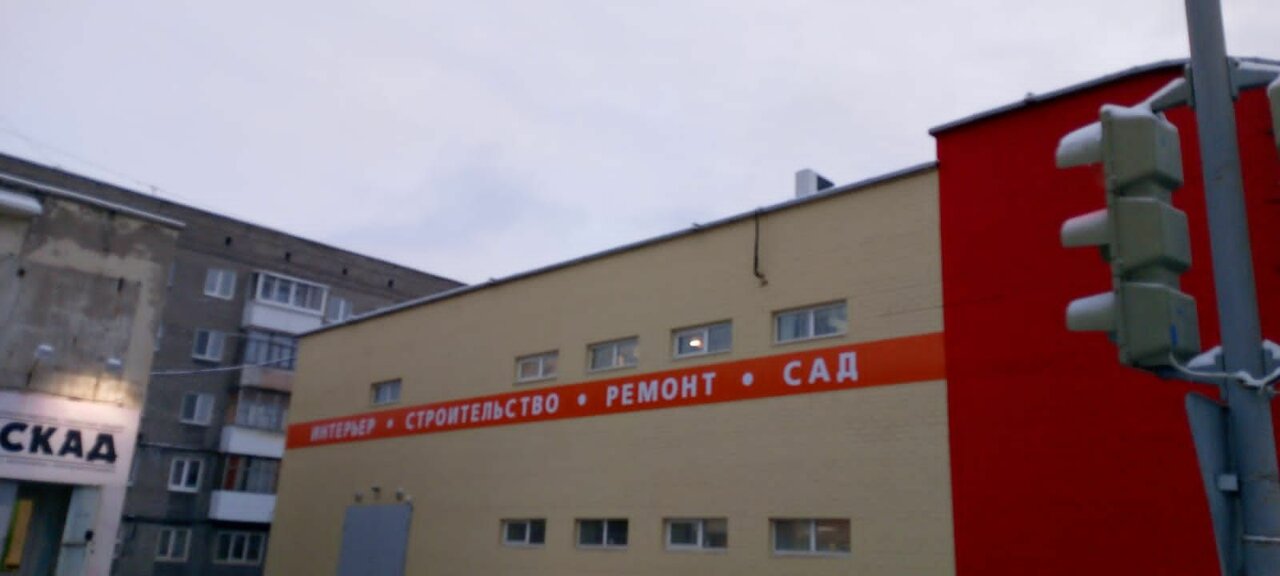 ИНТЕРЬЕР • СТРОИТЕЛЬСТВО • РЕМОНТ • САД
СКАД